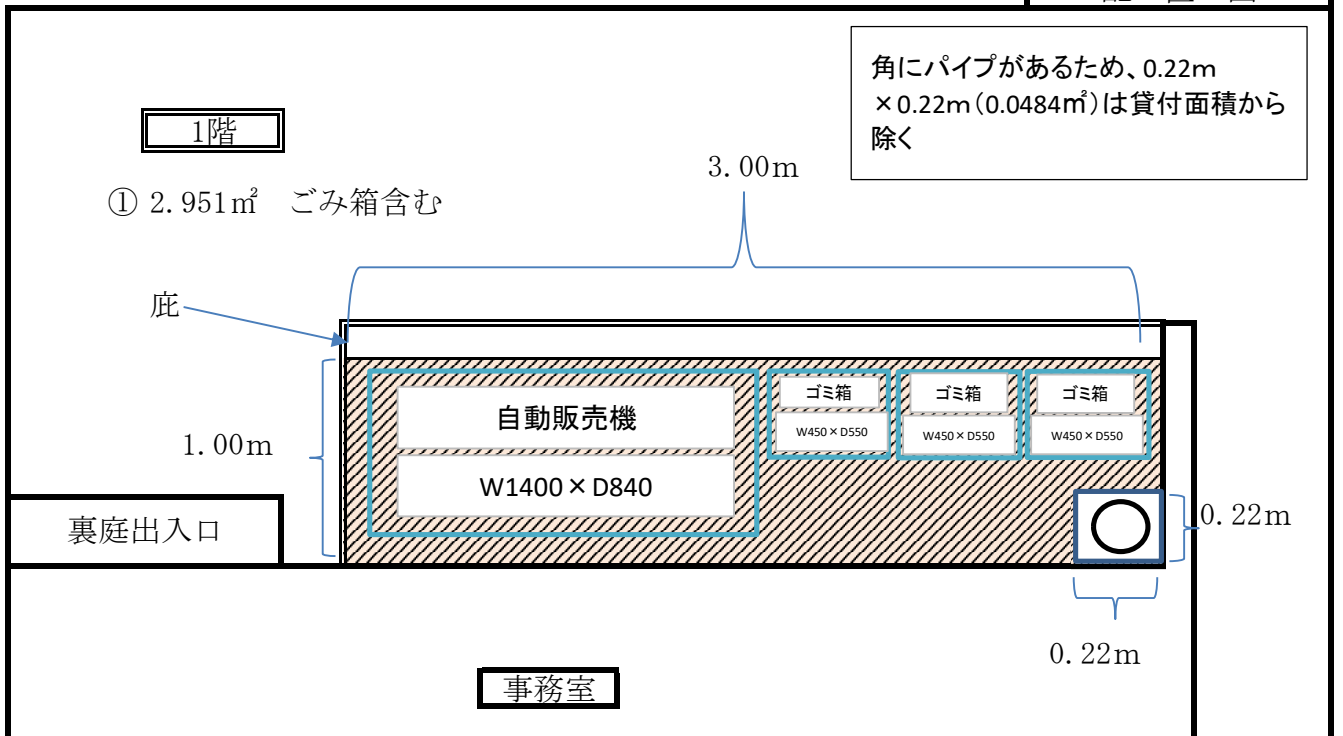 角にパイプがあるため、0.22m
×0.22m(0.0484㎡)は貸付面積から
除く
1階
3.00m
① 2.951㎡ ごみ箱含む
庇
自動販売機
W1400×D840
ゴミ箱
W450×D550
ゴミ箱
W450×D550
ゴミ箱
W450×D550
1.00m
裏庭出入口
0.22m
0.22m
事務室